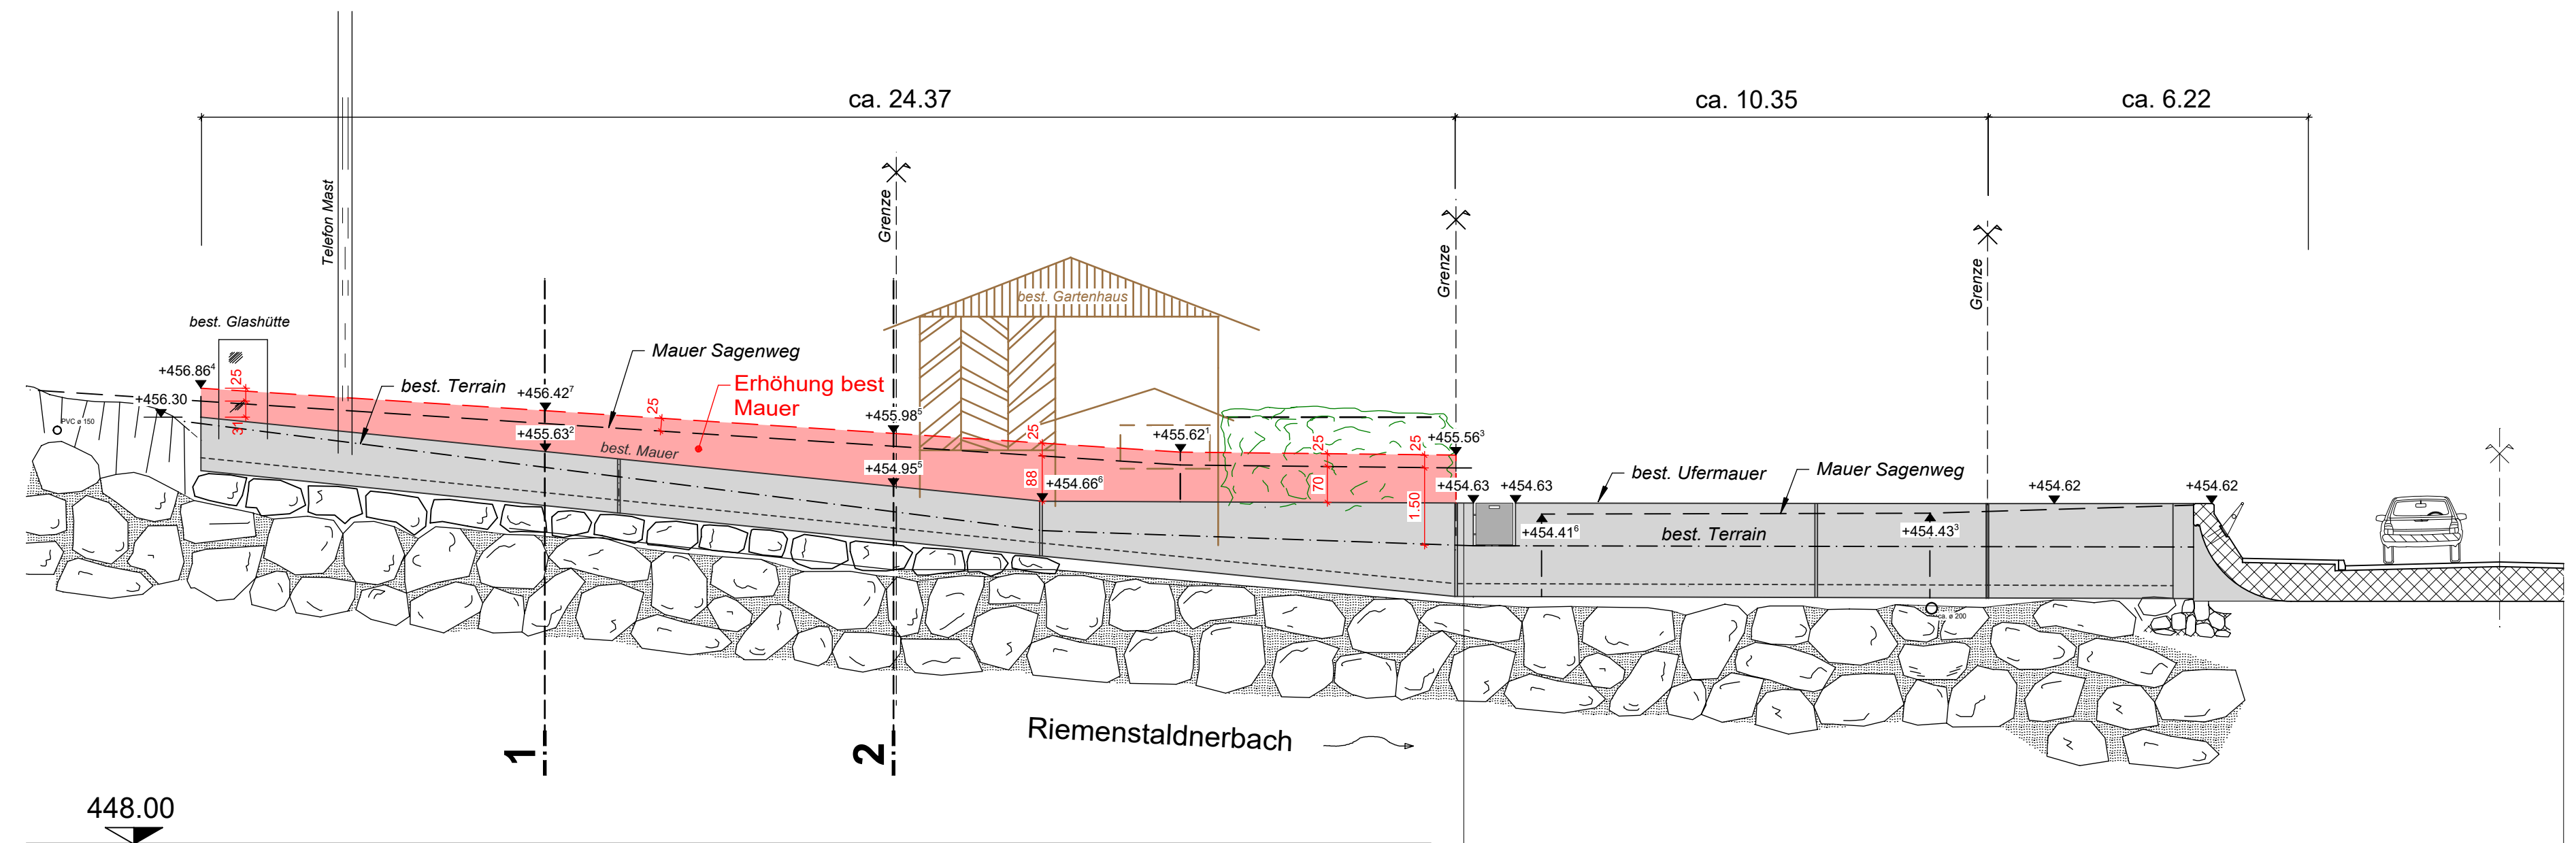 ca. 24.37
ca. 10.35
ca. 6.22
Telefon Mast
Grenze
Grenze
Grenze
best. Gartenhaus
best. Glashütte
Mauer Sagenweg
+456.86⁴
25
best. Terrain
Erhöhung best
Mauer
+456.42⁷
+456.30
25
+455.98⁵
PVC ø 150
31
+455.63²
25
+455.62¹
25
25
+455.56³
best. Mauer
+454.95⁵
88
+454.66⁶
70
1.50
+454.63
+454.63
best. Ufermauer
Mauer Sagenweg
+454.62
+454.62
+454.41⁶
best. Terrain
+454.43³
ø 200
Riemenstaldnerbach
1
2
448.00